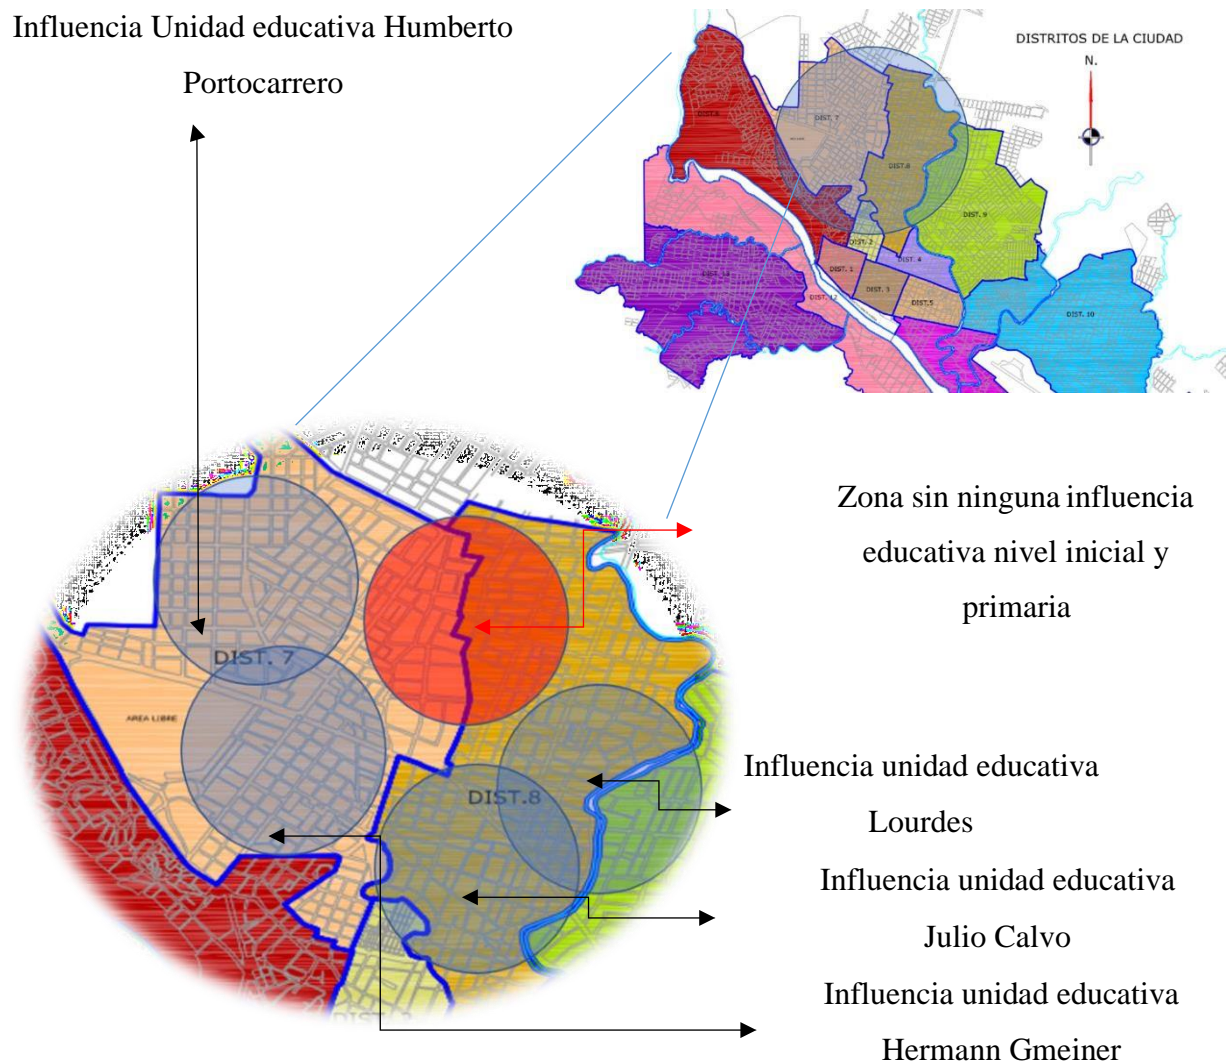 Influencia Unidad educativa Humberto
Portocarrero
DISTRITOS DE LA CIUDAD
N.
DIST. 7
DIST.8
DIST. 9
DIST. 2
DIST. 4
DIST. 1
DIST. 3
DIST.5
DIST. 12
DIST. 10
Zona sin ninguna influencia
educativa nivel inicial y
primaria
DIST. 7
AREA LIBRE
DIST.8
Influencia unidad educativa
Lourdes
Influencia unidad educativa
Julio Calvo
Influencia unidad educativa
Hermann Gmeiner